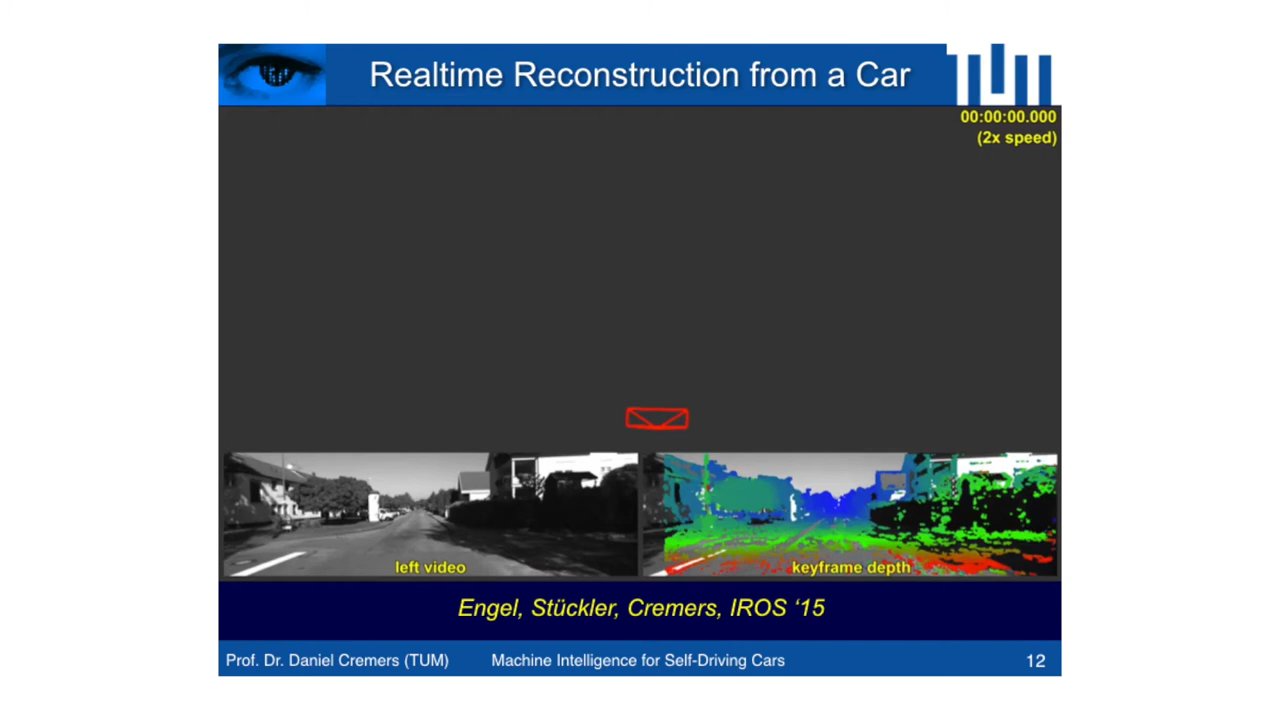 Realtime Reconstruction from a Car
TUM
00:00:00.000
(2x speed)
left video
keyframe depth
Engel, Stückler, Cremers, IROS ‘15
Prof. Dr. Daniel Cremers (TUM)
Machine Intelligence for Self-Driving Cars
12